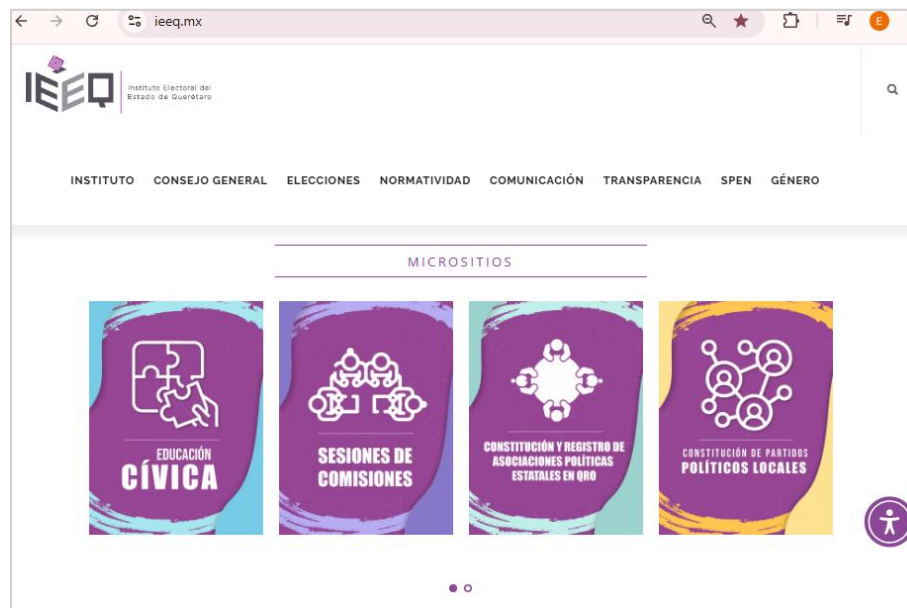 ieeq.mx
E
IEEQ
Instituto Electoral del
Estado de Querétaro
INSTITUTO CONSEJO GENERAL ELECCIONES NORMATIVIDAD COMUNICACIÓN TRANSPARENCIA SPEN GÉNERO
MICROSITIOS
EDUCACIÓN
CÍVICA
SESIONES DE
COMISIONES
CONSTITUCIÓN Y REGISTRO DE
ASOCIACIONES POLÍTICAS
ESTATALES EN QRO
CONSTITUCIÓN DE PARTIDOS
POLÍTICOS LOCALES